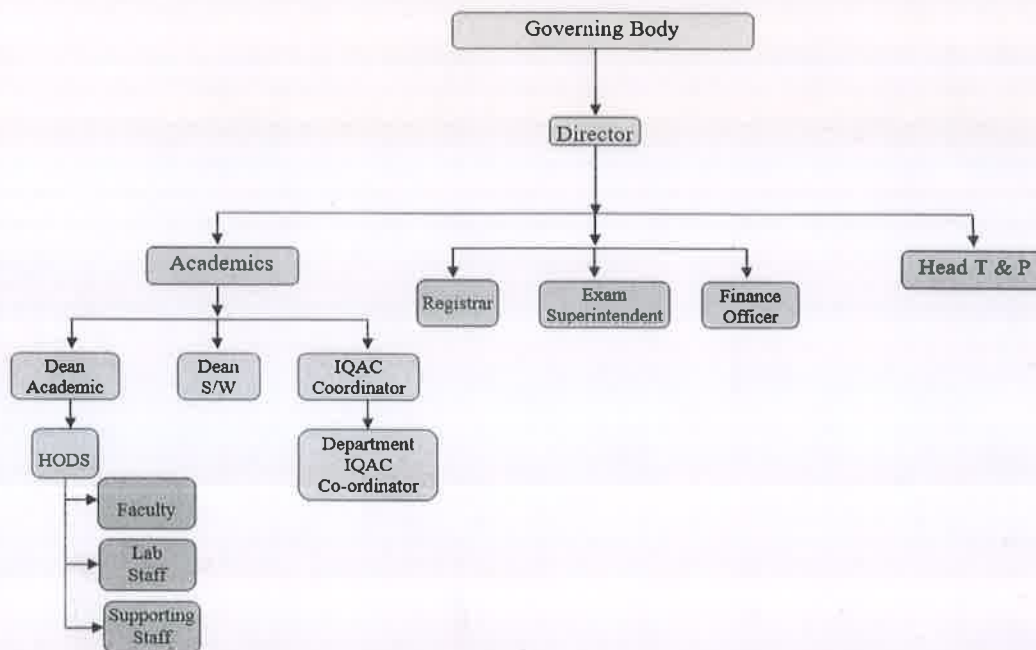 Governing Body
Director
Academics
Registrar
Exam
Superintendent
Finance
Officer
Head T & P
Dean
Academic
Dean
S/W
IQAC
Coordinator
HODS
Department
IQAC
Co-ordinator
Faculty
Lab
Staff
Supporting
Staff